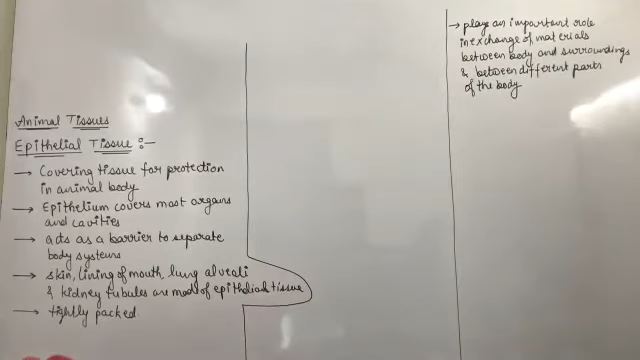 Animal Tissues
Epithelial Tissue :-
→ Covering tissue for protection
in animal body
→ Epithelium covers most organs
and cavities
→ acts as a barrier to separate
body systems
→ skin, lining of mouth, lung alveoli
& kidney tubules are made of epithelial tissue
→ tightly packed
→ plays an important role
in exchange of materials
between body and surroundings
& between different parts
of the body